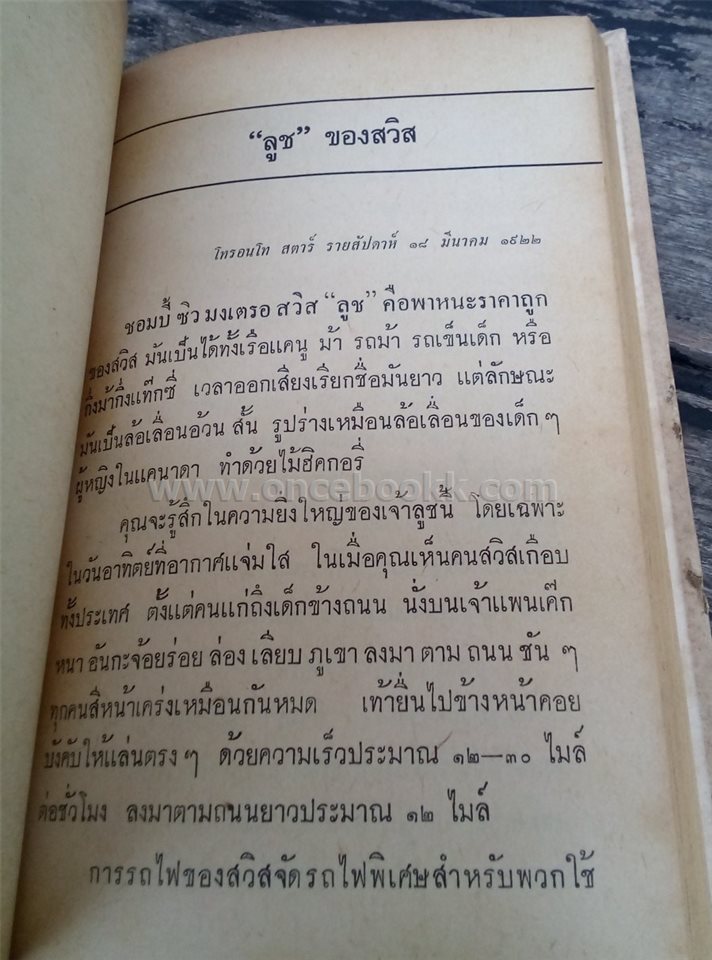 “ลูช” ของสวิส
โทรอนโท สตาร์ รายสัปดาห์ ๑๘ มีนาคม ๑๙๒๒
ชอมบี้ ซิว มงเตรอ สวิส “ลูช” คือพาหนะราคาถูก
ของสวิส มันเป็นได้ทั้งเรือแคนู ม้า รถม้า รถเข็นเด็ก หรือ
กึ่งม้ากึ่งแท๊กซี่ เวลาออกเสียงเรียกชื่อมันยาว แต่ลักษณะ
มันเป็นล้อเลื่อนอ้วน สั้น รูปร่างเหมือนล้อเลื่อนของเด็ก ๆ
ผู้หญิงในแคนาดา ทำด้วยไม้ฮิคกอรี่
www.oncebookk.com
คุณจะรู้สึกในความยิ่งใหญ่ของเจ้าลูชนี้ โดยเฉพาะ
ในวันอาทิตย์ที่อากาศแจ่มใส ในเมื่อคุณเห็นคนสวิสเกือบ
ทั้งประเทศ ตั้งแต่คนแก่ถึงเด็กข้างถนน นั่งบนเจ้าแพนเค๊ก
หนา อันกะจ้อยร่อย ล่อง เลียบ ภูเขา ลงมา ตาม ถนน ชัน ๆ
ทุกคนสีหน้าเคร่งเหมือนกันหมด เท้ายื่นไปข้างหน้าคอย
บังคับให้แล่นตรง ๆ ด้วยความเร็วประมาณ ๑๒—๓๐ ไมล์
ต่อชั่วโมง ลงมาตามถนนยาวประมาณ ๑๒ ไมล์
การรถไฟของสวิสจัดรถไฟพิเศษสำหรับพวกใช้